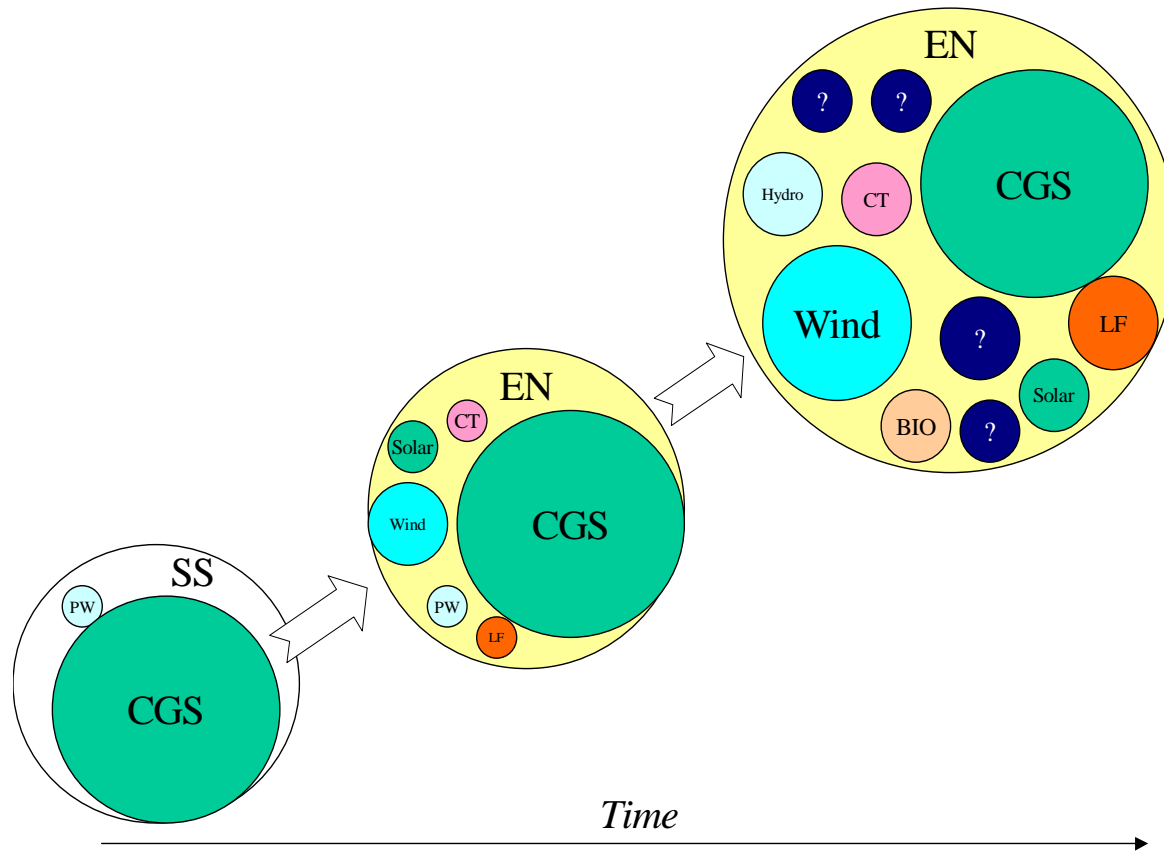 EN
?
?
CGS
Hydro
CT
Wind
?
LF
Solar
BIO
?
EN
CT
Solar
Wind
CGS
PW
LF
SS
PW
CGS
Time